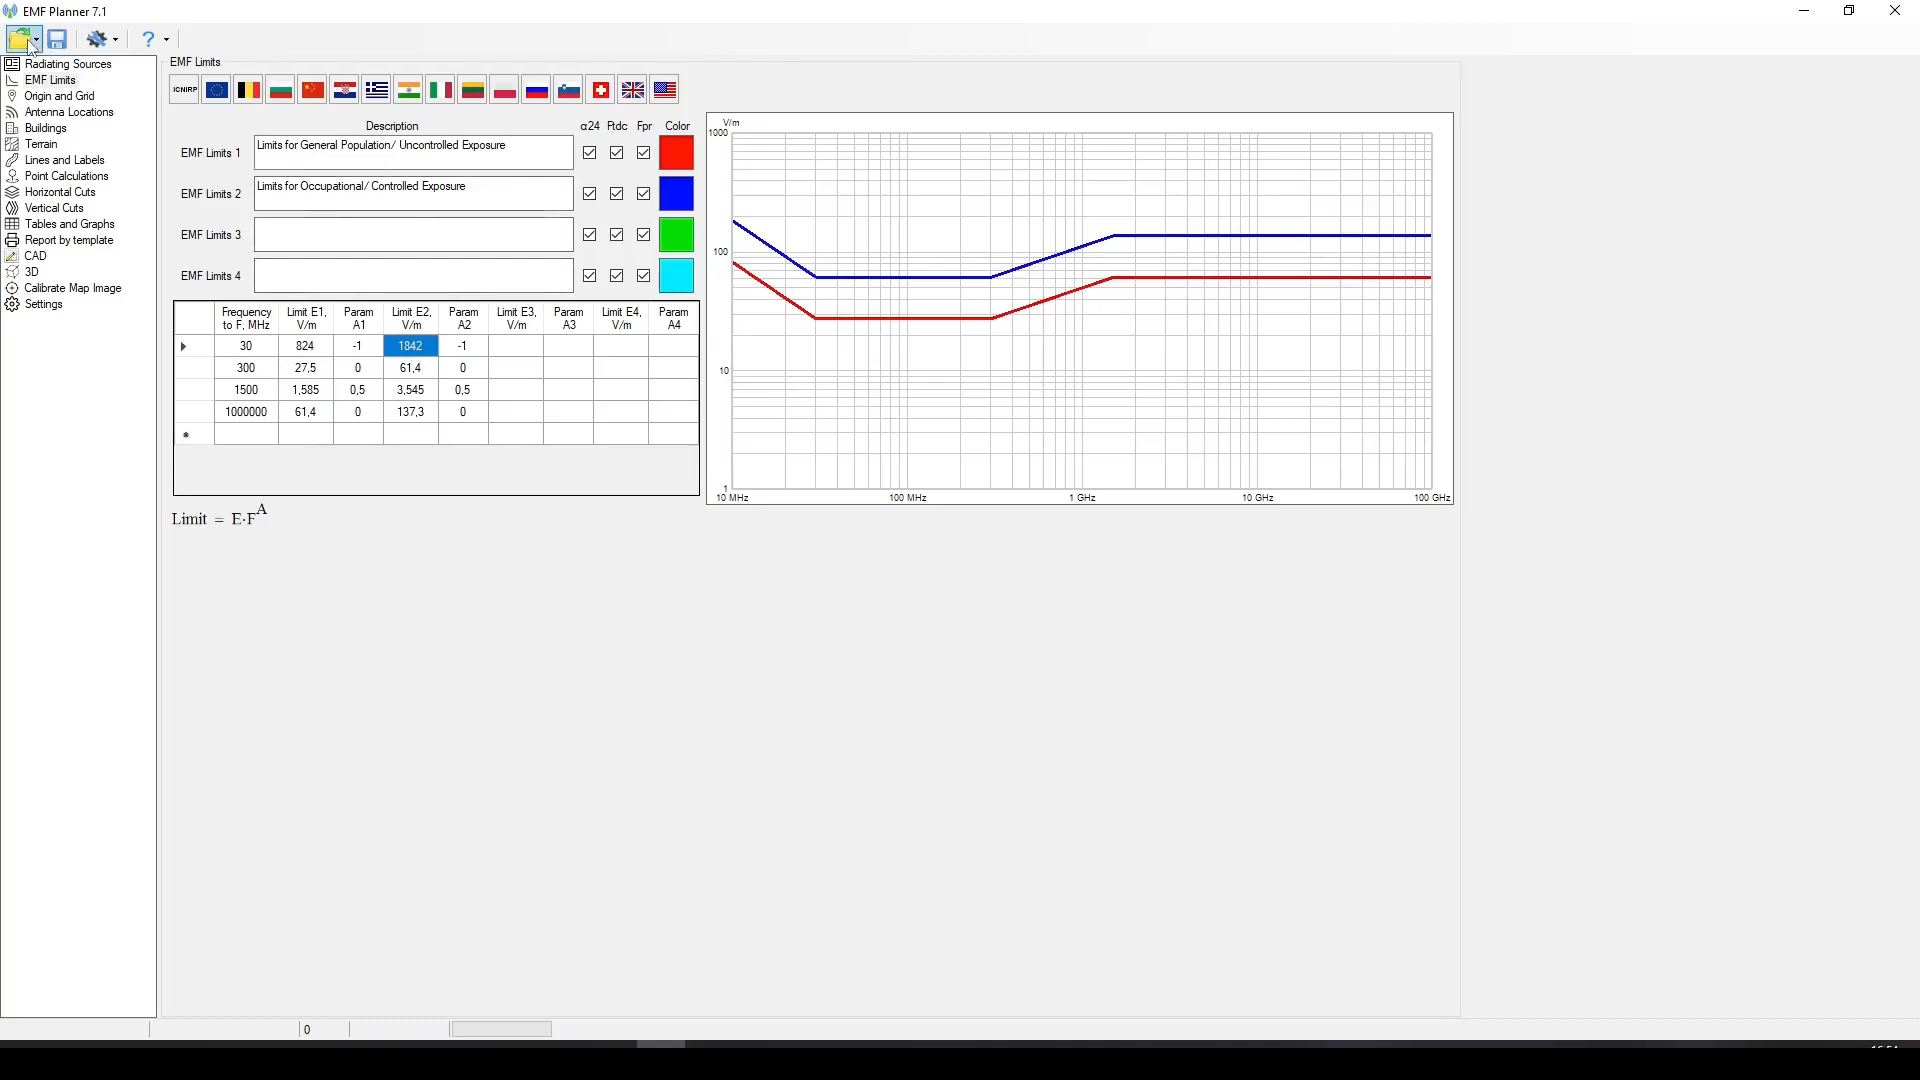 EMF Planner 7.1
Radiating Sources
EMF Limits
Origin and Grid
Antenna Locations
Buildings
Terrain
Lines and Labels
Point Calculations
Horizontal Cuts
Vertical Cuts
Tables and Graphs
Report by template
CAD
3D
Calibrate Map Image
Settings
EMF Limits
ICNIRP
Description α24 Ftdc Fpr Color
EMF Limits 1 Limits for General Population/ Uncontrolled Exposure
EMF Limits 2 Limits for Occupational/ Controlled Exposure
EMF Limits 3
EMF Limits 4
Frequency Limit E1, Param Limit E2, Param Limit E3, Param Limit E4, Param
to F, MHz V/m A1 V/m A2 V/m A3 V/m A4
30 824 -1 1842 -1
300 27,5 0 61,4 0
1500 1,585 0,5 3,545 0,5
1000000 61,4 0 137,3 0
Limit = E·F^A
V/m
1000
100
10
1
10 MHz 100 MHz 1 GHz 10 GHz 100 GHz
0